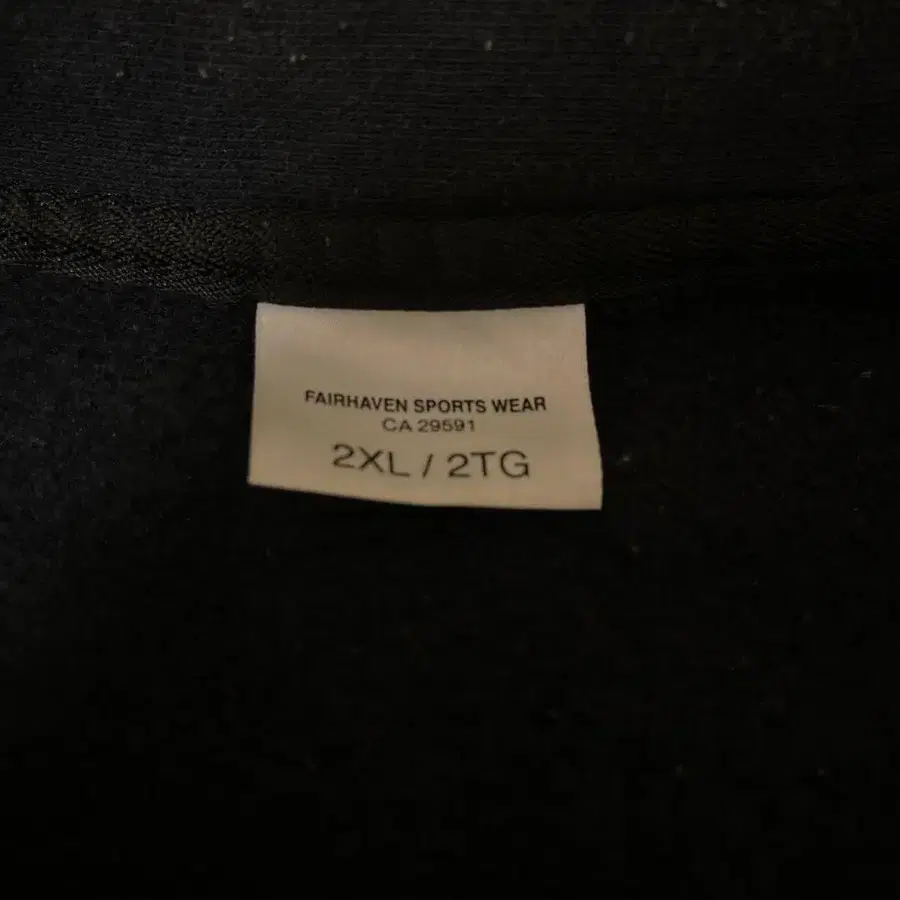 FAIRHAVEN SPORTS WEAR
CA 29591
2XL / 2TG